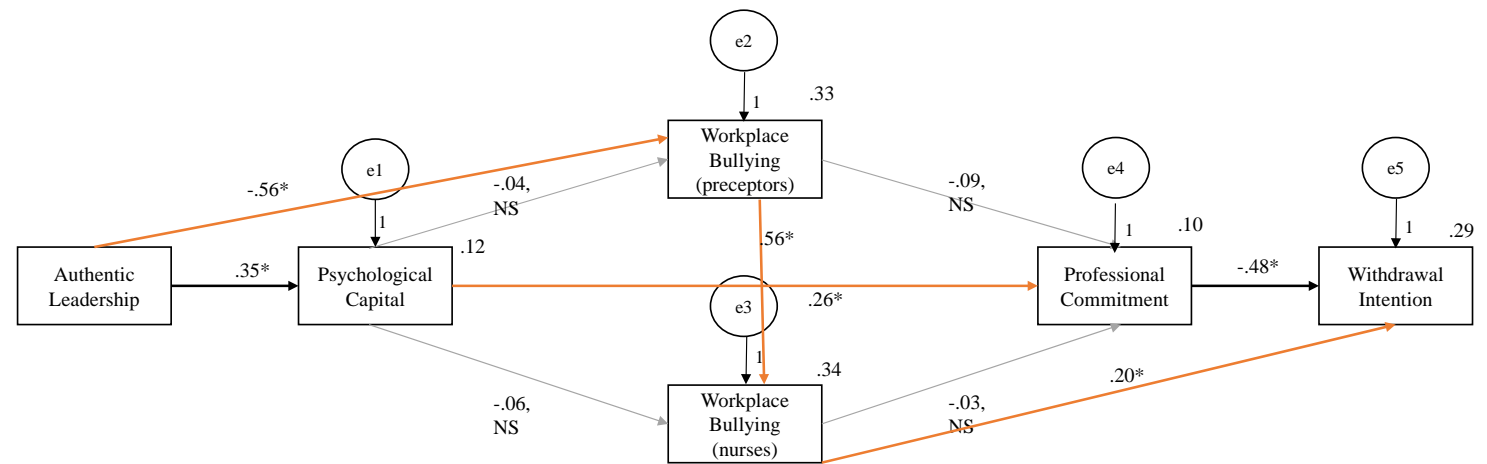 e2
1
.33
Workplace
Bullying
(preceptors)
e1
1
-.56*
-.04,
NS
-.09,
NS
e4
1
e5
1
.12
.56*
.10
.29
Authentic
Leadership
.35*
Psychological
Capital
.26*
Professional
Commitment
-.48*
Withdrawal
Intention
e3
1
.34
-.06,
NS
Workplace
Bullying
(nurses)
-.03,
NS
.20*